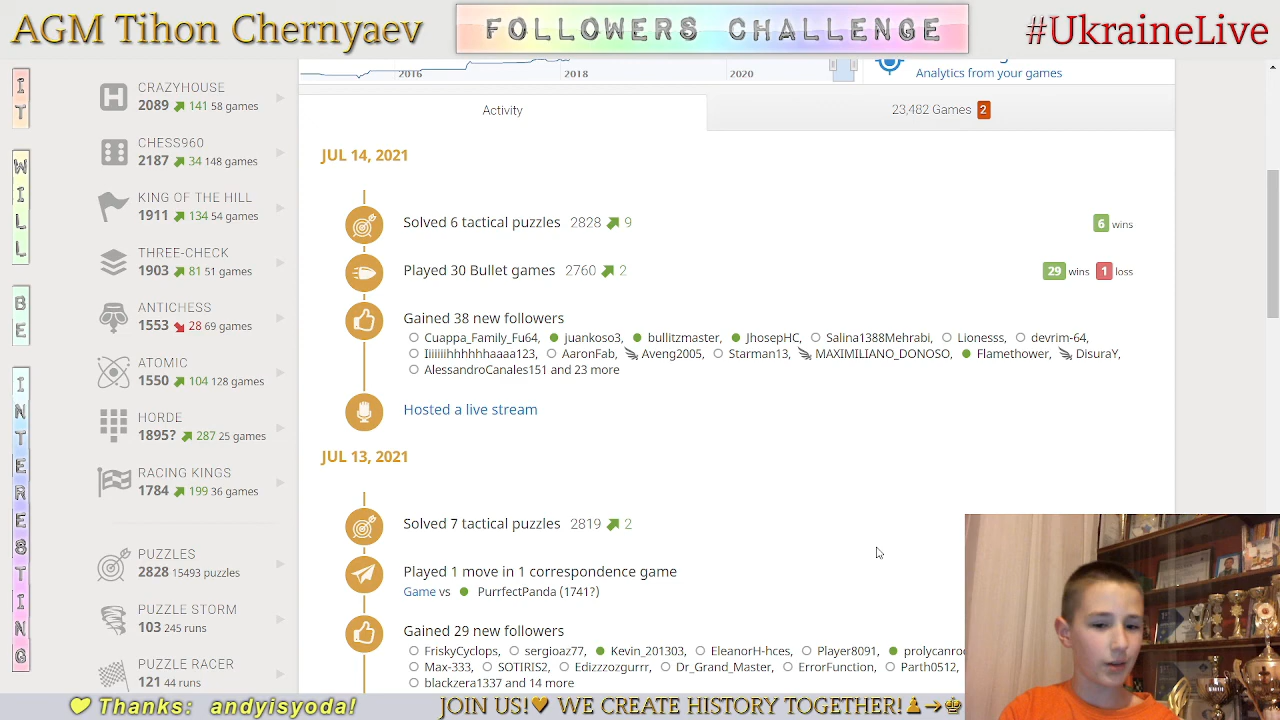 AGM Tihon Chernyaev
FOLLOWERS CHALLENGE
#UkraineLive
IT
WILL
BE
INTERESTING
CRAZYHOUSE
2089 141 58 games
CHESS960
2187 34 148 games
KING OF THE HILL
1911 134 54 games
THREE-CHECK
1903 81 51 games
ANTICHESS
1553 28 69 games
ATOMIC
1550 104 128 games
HORDE
1895? 287 25 games
RACING KINGS
1784 199 36 games
PUZZLES
2828 15493 puzzles
PUZZLE STORM
103 245 runs
PUZZLE RACER
121 44 runs
2016 2018 2020
Analytics from your games
Activity
23,482 Games 2
JUL 14, 2021
Solved 6 tactical puzzles 2828 9
6 wins
Played 30 Bullet games 2760 2
29 wins 1 loss
Gained 38 new followers
Cuappa_Family_Fu64, juankoso3, bullitzmaster, JhosepHC, Salina1388Mehrabi, Lionesss, devrim-64,
AaronFab, Aveng2005, Starman13, MAXIMILIANO_DONOSO, Flamethower, DisuraY,
AlessandroCanales151 and 23 more
Hosted a live stream
JUL 13, 2021
Solved 7 tactical puzzles 2819 2
Played 1 move in 1 correspondence game
Game vs PurrfectPanda (1741?)
Gained 29 new followers
FriskyCyclops, sergioaz77, Kevin_201303, EleanorH-hces, Player8091,
Max-333, Edizzozgurrr, Dr_Grand_Master, ErrorFunction, Parth0512,
blackzera1337 and 14 more
Thanks: andyisyoda!
JOIN US! WE CREATE HISTORY TOGETHER!